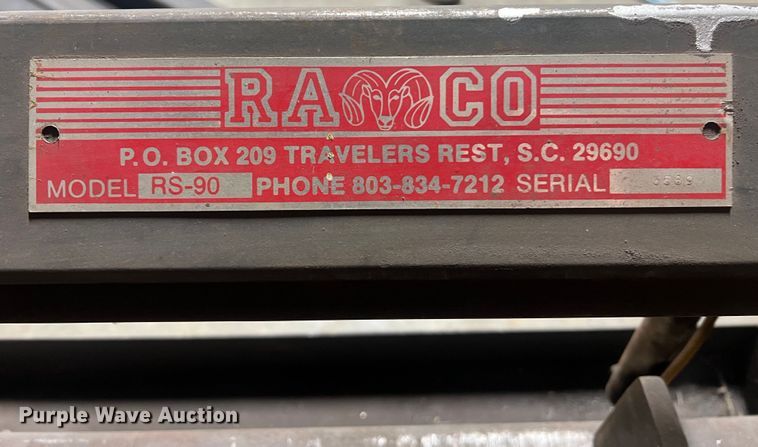 RAMCO
P.O. BOX 209 TRAVELERS REST, S.C. 29690
MODEL RS-90 PHONE 803-834-7212 SERIAL
Purple Wave Auction